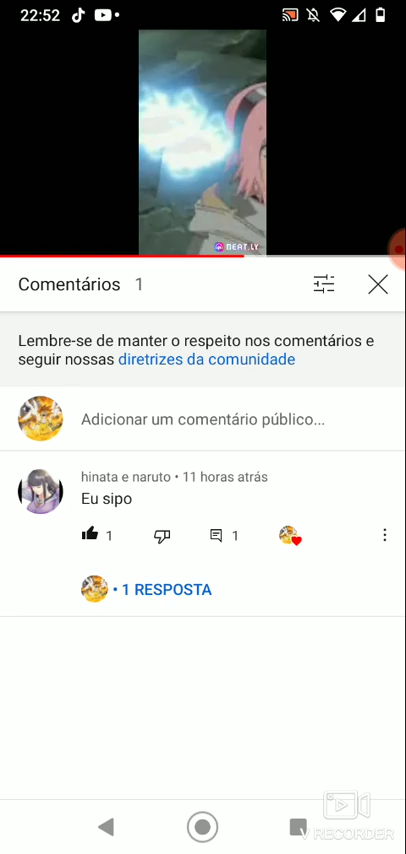 22:52
MEAT.LY
Comentários 1
Lembre-se de manter o respeito nos comentários e
seguir nossas diretrizes da comunidade
Adicionar um comentário público...
hinata e naruto • 11 horas atrás
Eu sipo
1 1
• 1 RESPOSTA
V RECORDER